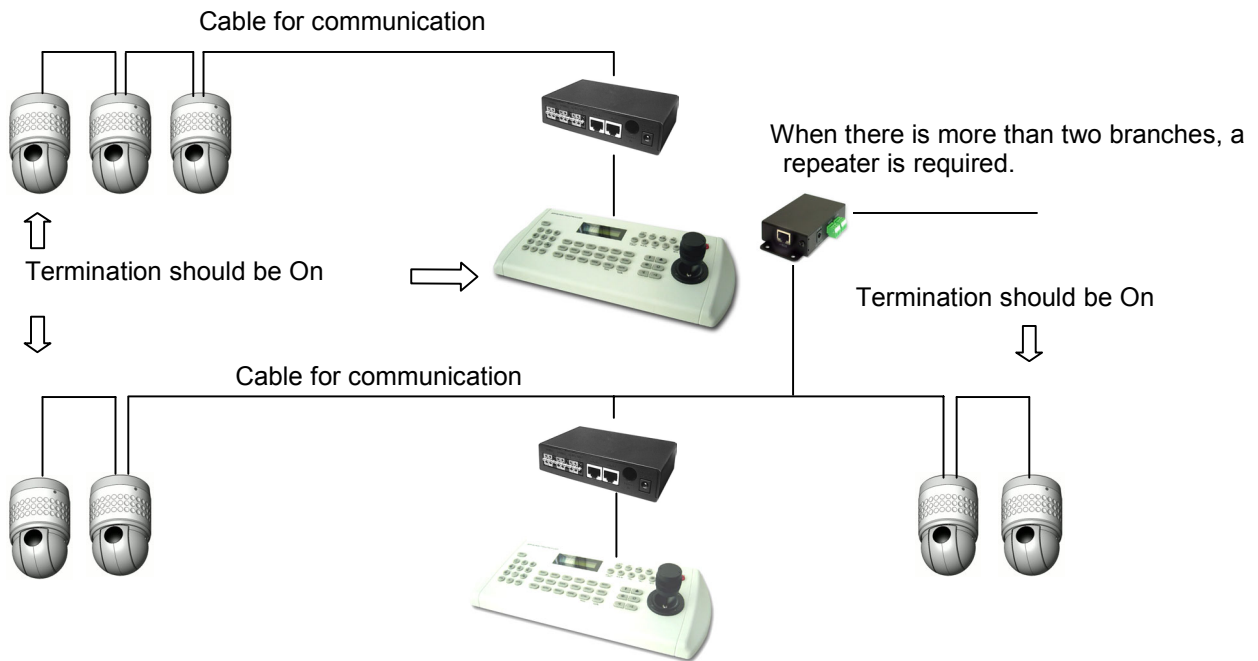 Cable for communication
When there is more than two branches, a
repeater is required.
Termination should be On
Termination should be On
Cable for communication